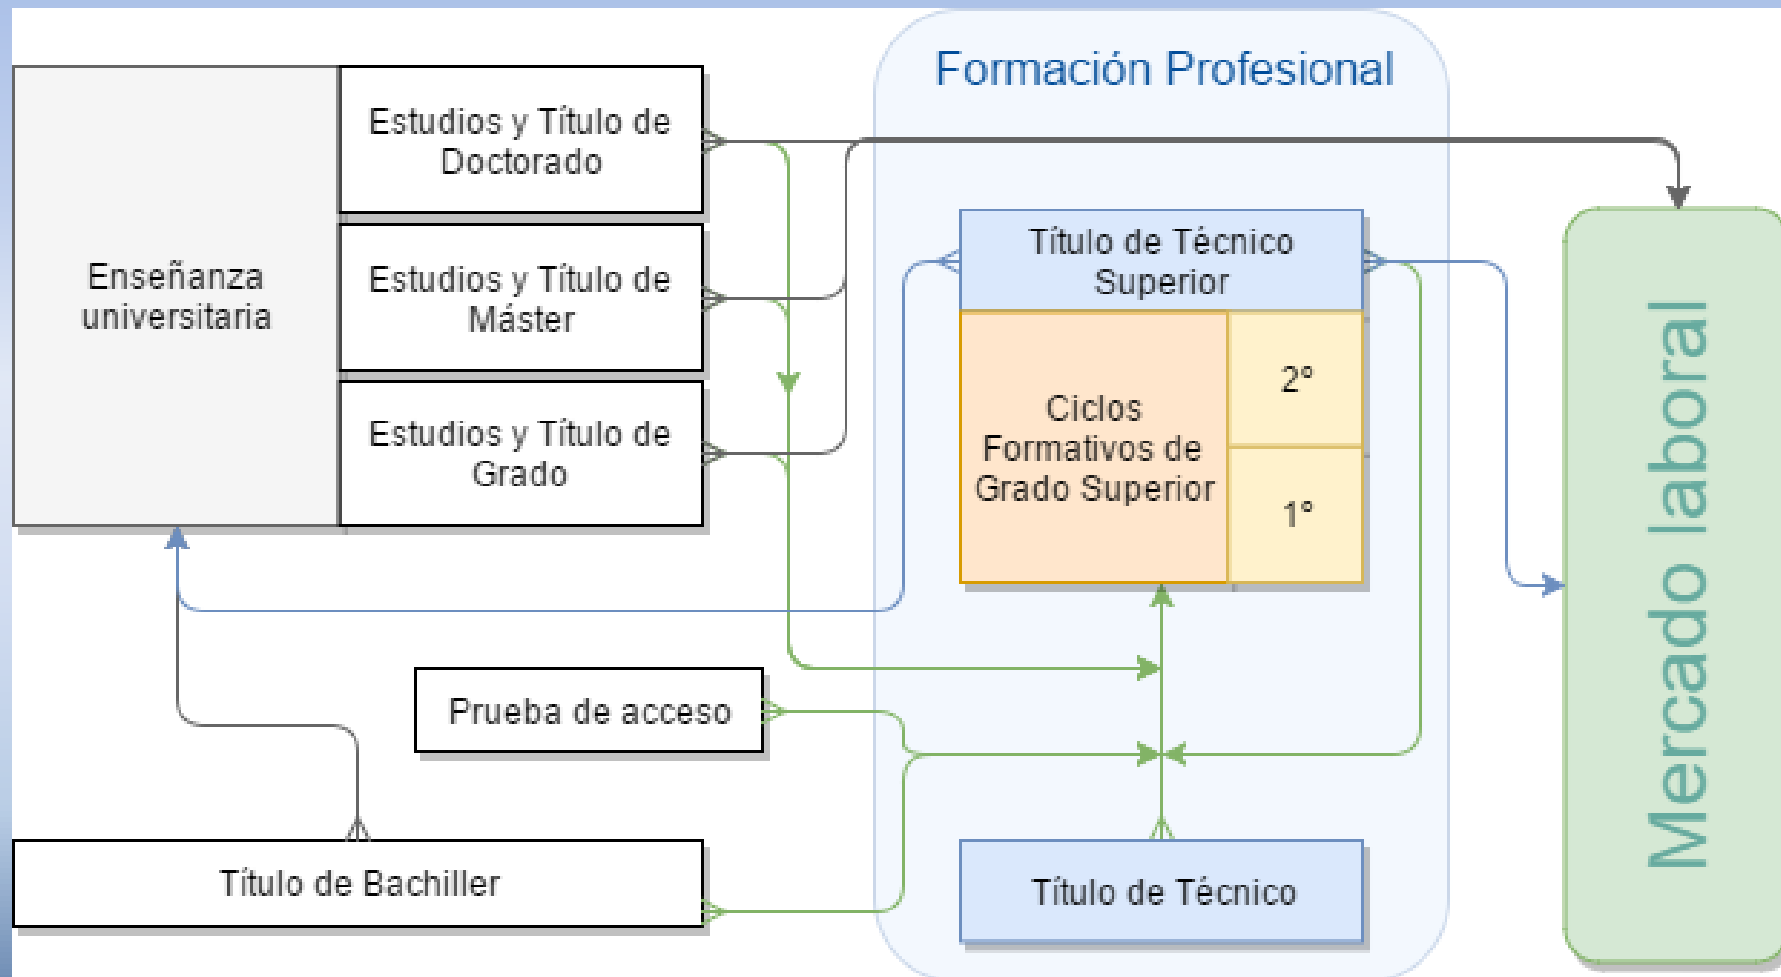 Formación Profesional
Estudios y Título de
Doctorado
Enseñanza
universitaria
Estudios y Título de
Máster
Estudios y Título de
Grado
Título de Técnico
Superior
Ciclos
Formativos de
Grado Superior
2º
1º
Mercado laboral
Prueba de acceso
Título de Bachiller
Título de Técnico